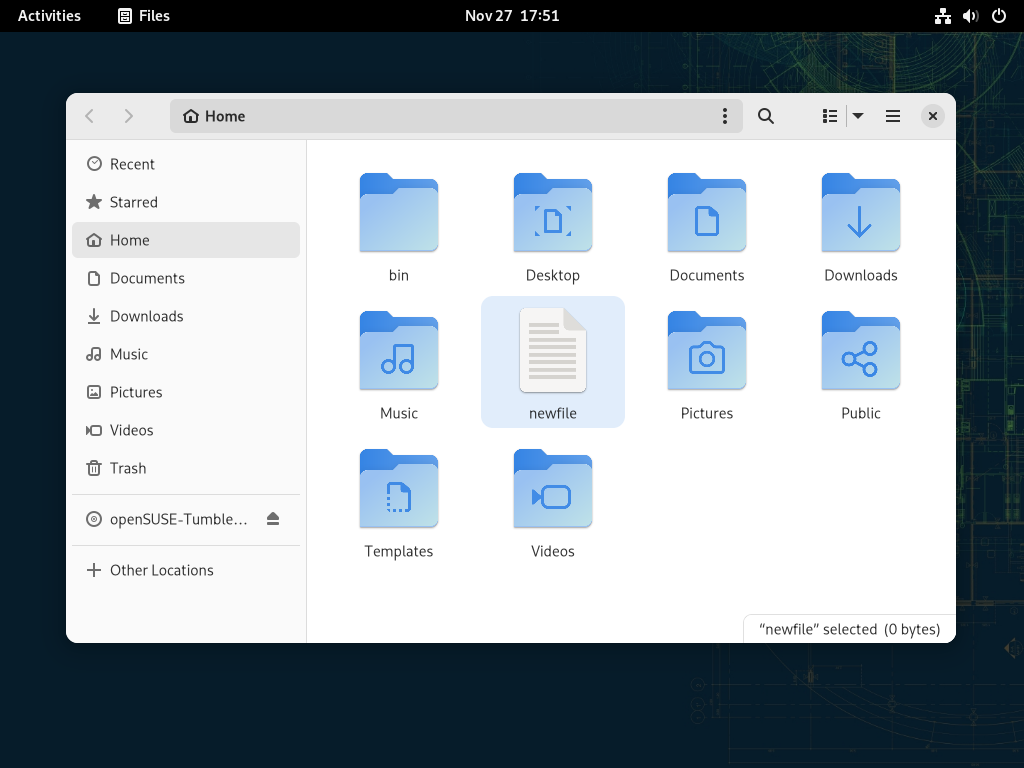 Activities
Files
Nov 27 17:51
Home
Recent
Starred
Home
Documents
Downloads
Music
Pictures
Videos
Trash
openSUSE-Tumble…
Other Locations
bin
Desktop
Documents
Downloads
Music
newfile
Pictures
Public
Templates
Videos
“newfile” selected (0 bytes)